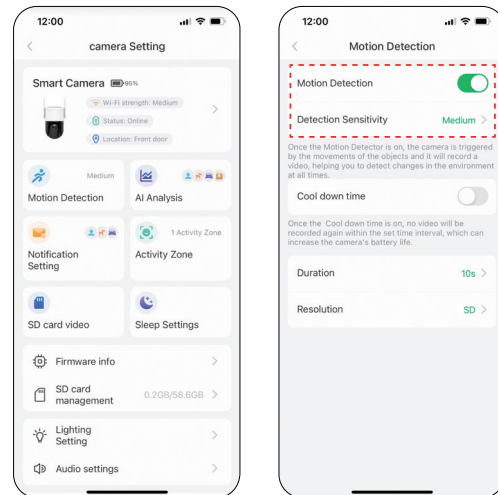 12:00
camera Setting
Smart Camera 95%
Wi-Fi strength: Medium
Status: Online
Location: Front door
Medium
Motion Detection
AI Analysis
1 Activity Zone
Notification
Setting
Activity Zone
SD card video
Sleep Settings
Firmware info
SD card
management
0.2GB/58.6GB
Lighting
Setting
Audio settings
12:00
Motion Detection
Motion Detection
Detection Sensitivity
Medium
Once the Motion Detector is on, the camera is triggered
by the movements of the objects and it will record a
video, helping you to detect changes in the environment
at all times.
Cool down time
Once the Cool down time is on, no video will be
recorded again within the set time interval, which can
increase the camera's battery life.
Duration
10s
Resolution
SD